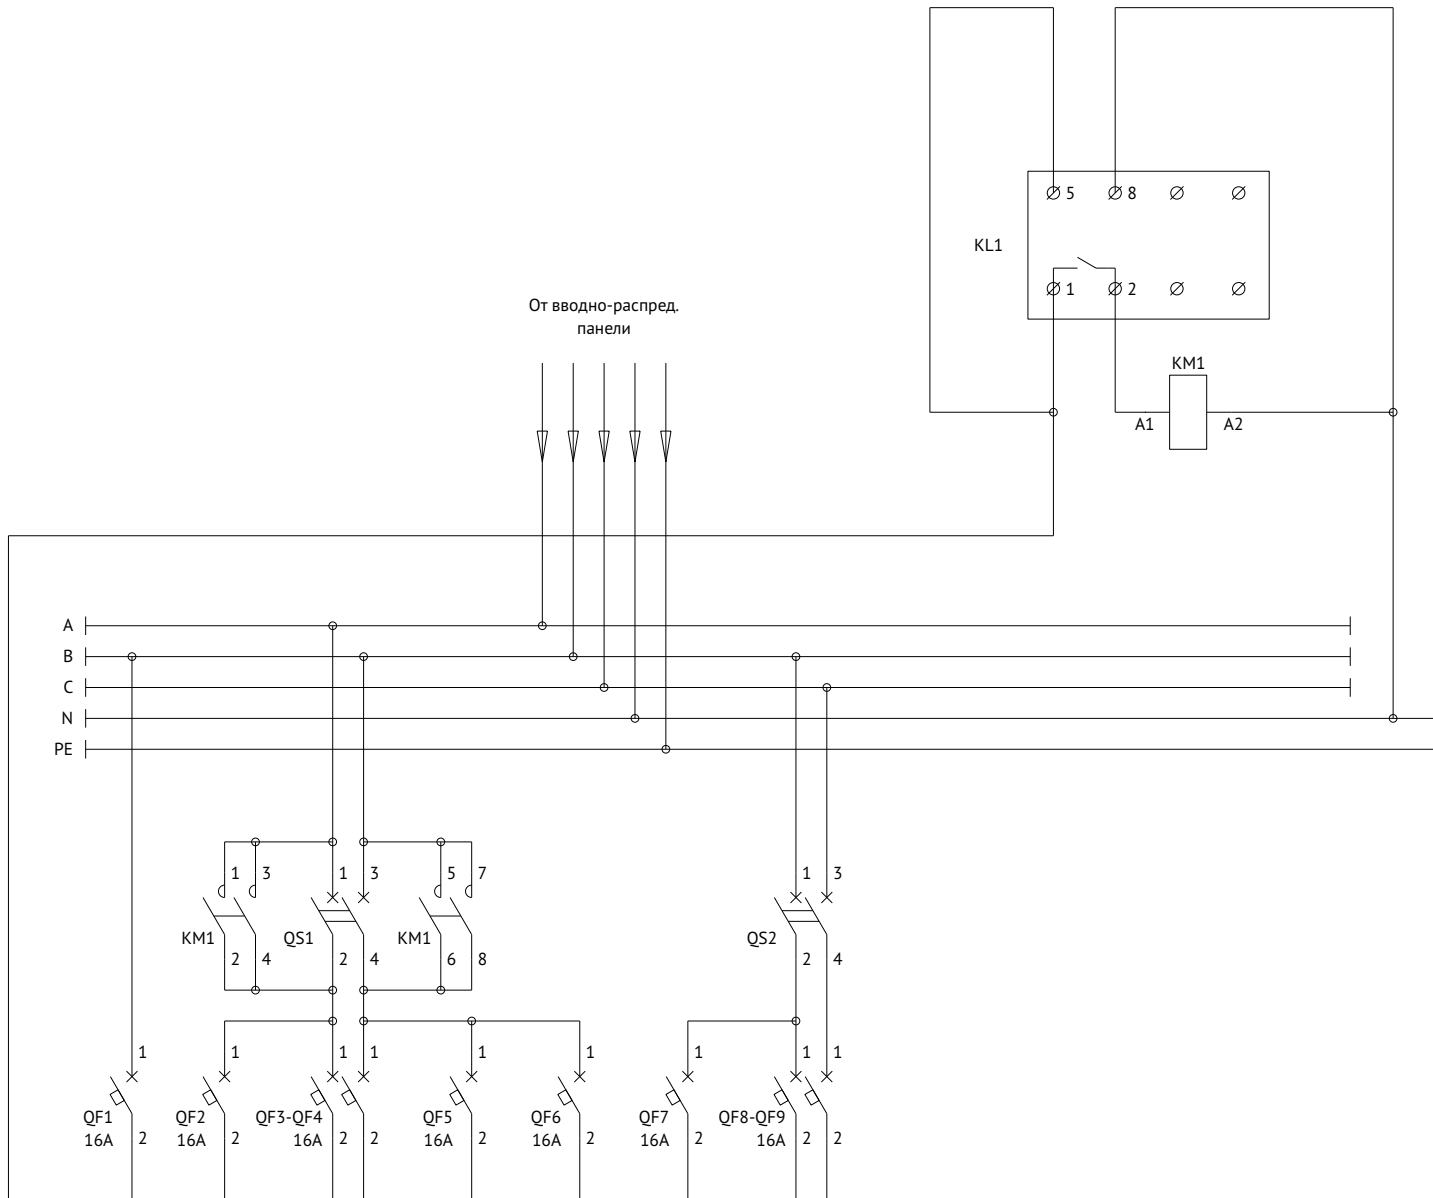 5 8
KL1
1 2
От вводно-распред.
панели
KM1
A1 A2
A
B
C
N
PE
1 3 1 3 5 7 1 3
KM1 QS1 KM1 QS2
2 4 2 4 6 8 2 4
1 1 1 1 1 1 1 1 1
QF1 QF2 QF3-QF4 QF5 QF6 QF7 QF8-QF9
16A 2 16A 2 16A 2 2 16A 2 16A 2 16A 2 16A 2 2